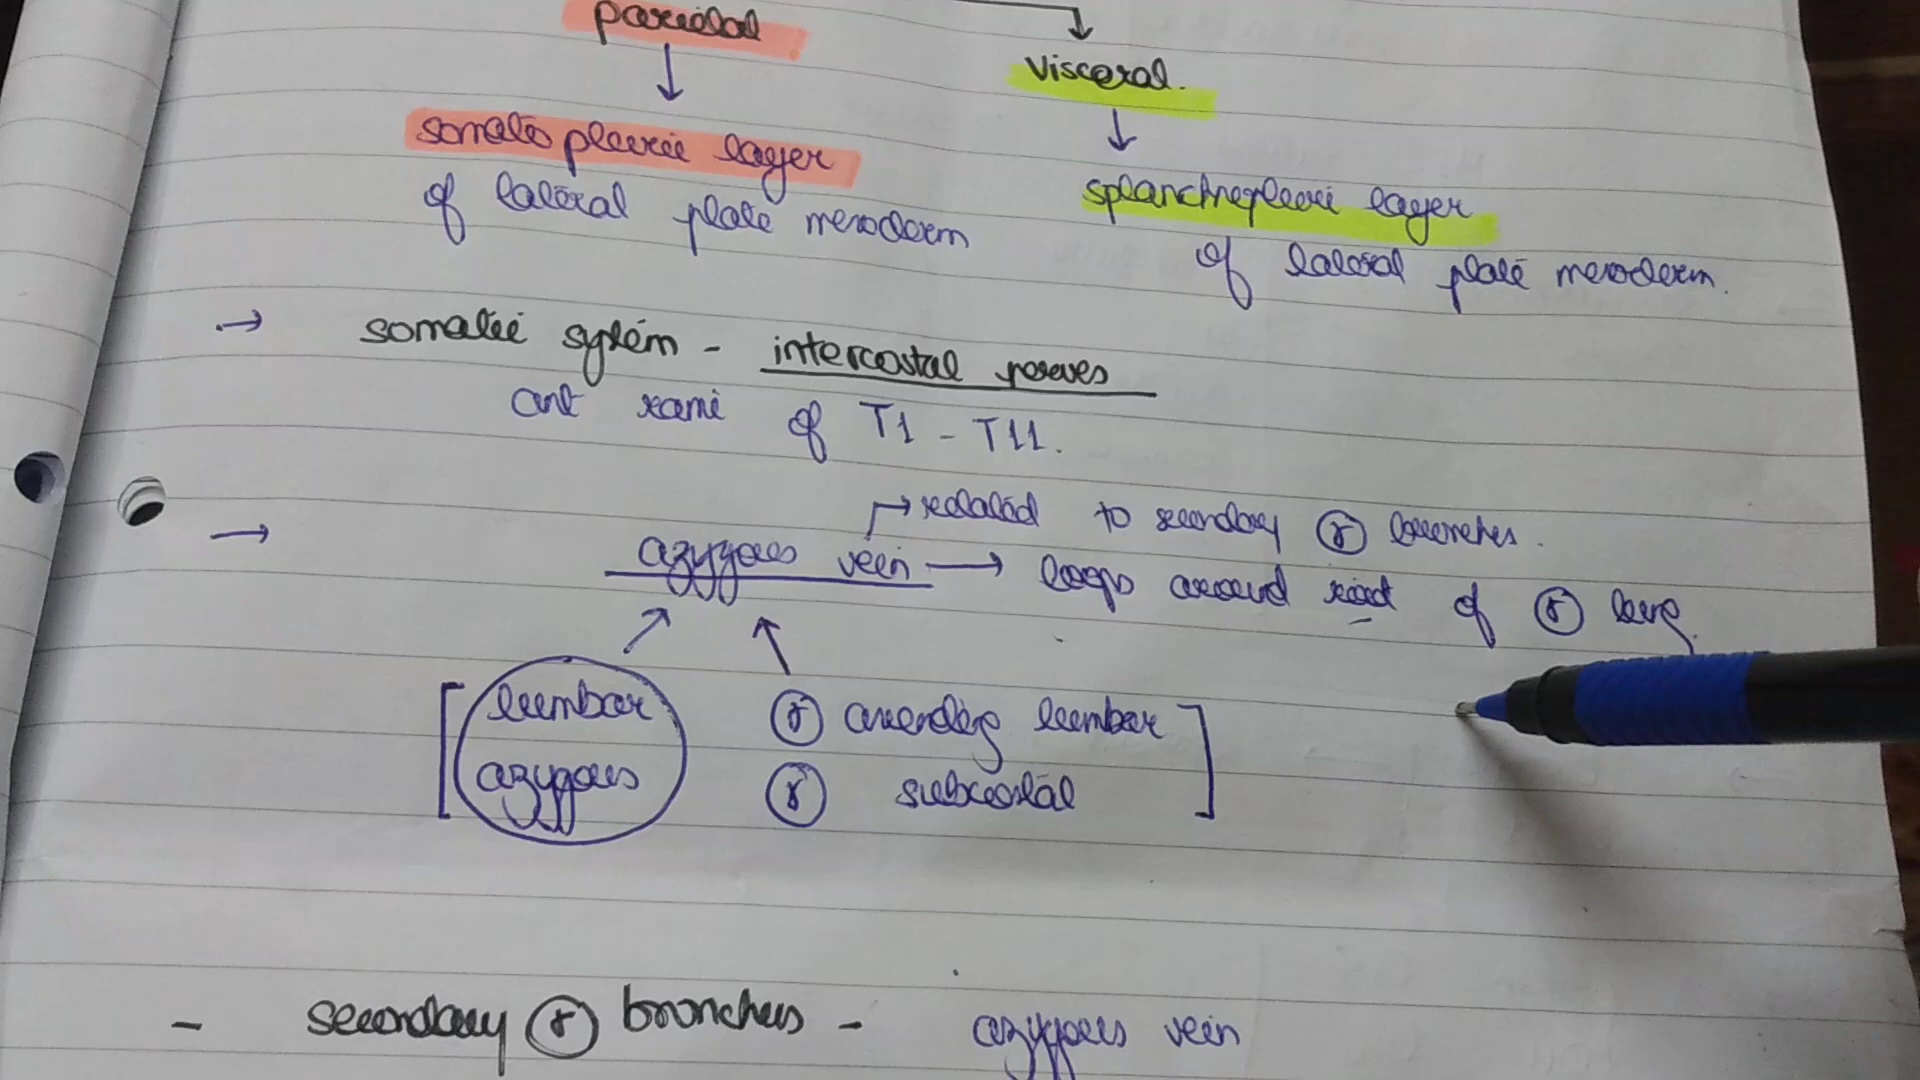 parietal
visceral.
somatopleuric layer
of lateral plate mesoderm
splanchnopleuric layer
of lateral plate mesoderm.
→ somatic system - intercostal nerves
ant rami of T1 - T11.
related to secondary (r) bronchus.
→ azygous vein → loops around root of (r) lung.
lumbar azygous
(r) ascending lumbar
(r) subcostal
- secondary (r) bronchus - azygous vein